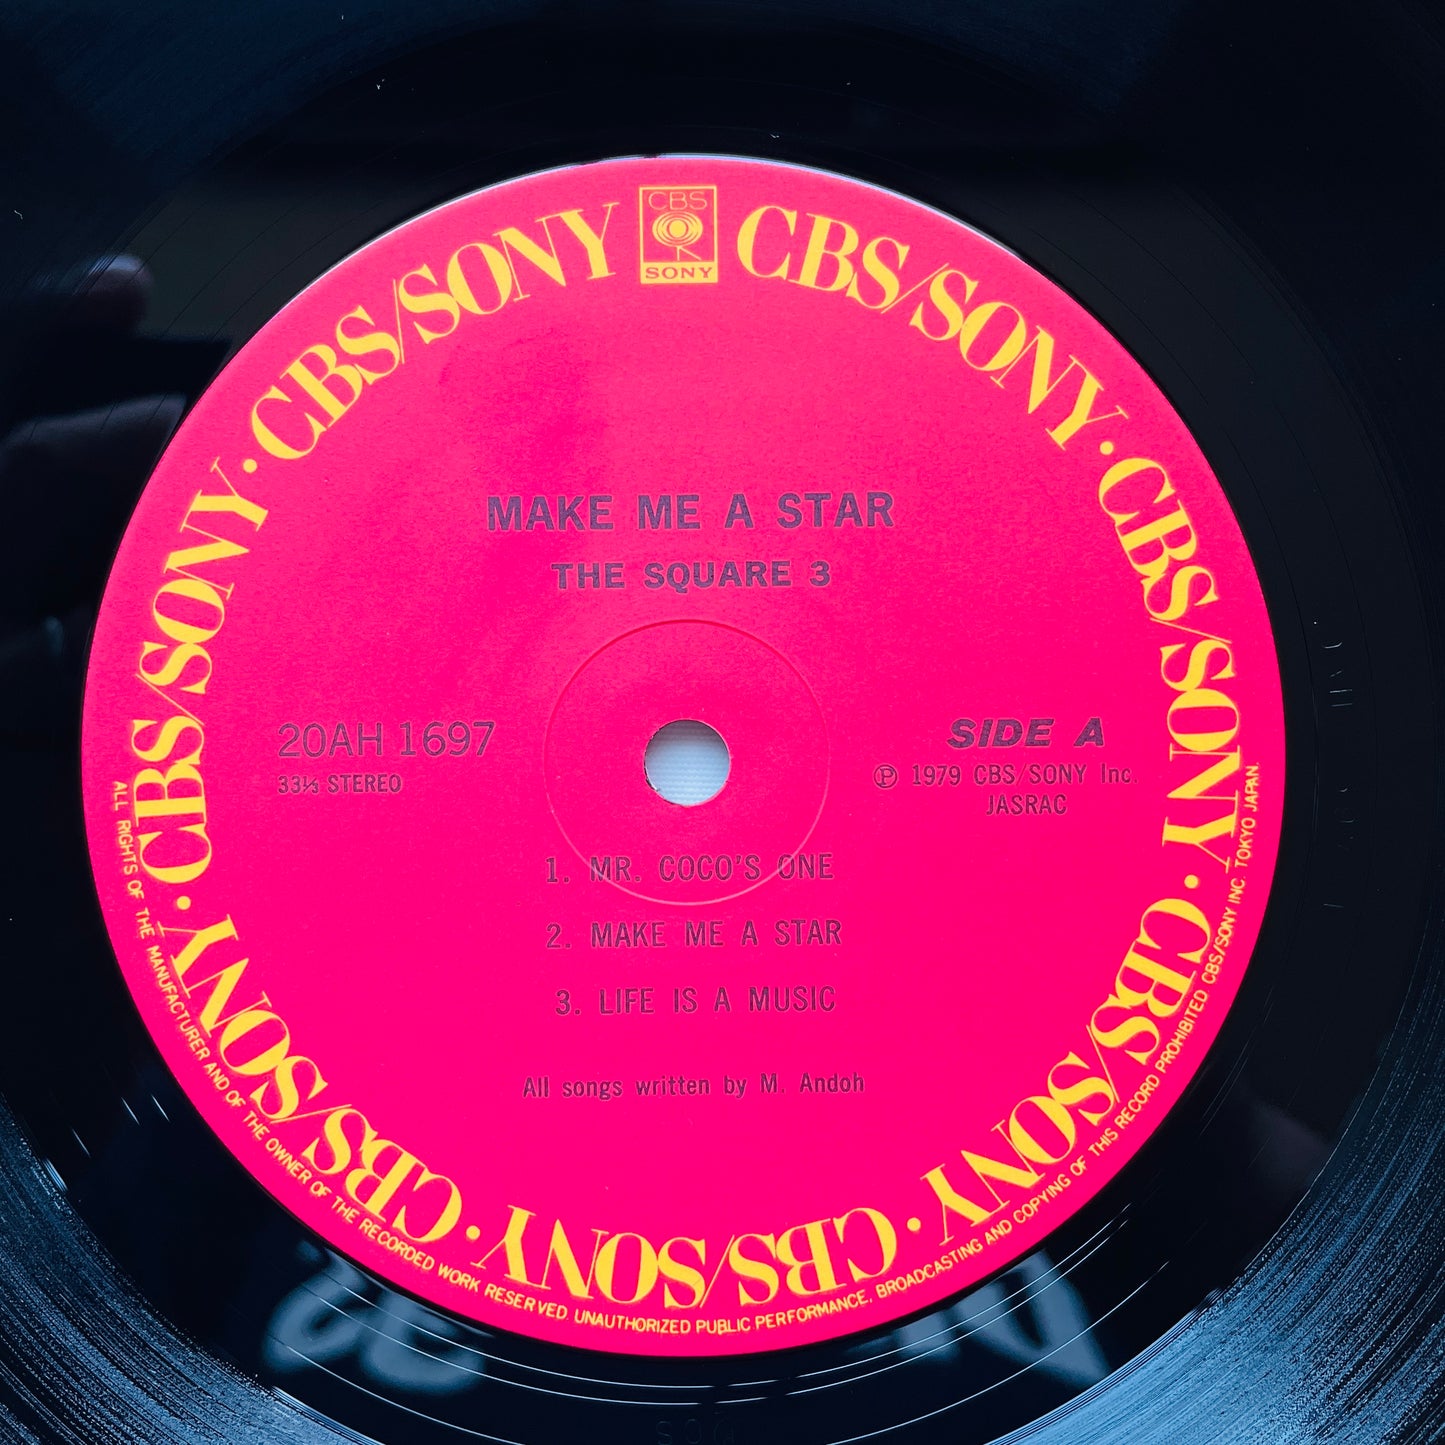 CBS
SONY
CBS/SONY · CBS/SONY · CBS/SONY · CBS/SONY · CBS/SONY · CBS/SONY · CBS/SONY · CBS/SONY
MAKE ME A STAR
THE SQUARE 3
20AH 1697
33⅓ STEREO
SIDE A
Ⓟ 1979 CBS/SONY Inc.
JASRAC
1. MR. COCO'S ONE
2. MAKE ME A STAR
3. LIFE IS A MUSIC
All songs written by M. Andoh
ALL RIGHTS OF THE MANUFACTURER AND OF THE OWNER OF THE RECORDED WORK RESERVED. UNAUTHORIZED PUBLIC PERFORMANCE, BROADCASTING AND COPYING OF THIS RECORD PROHIBITED CBS/SONY INC. TOKYO JAPAN.